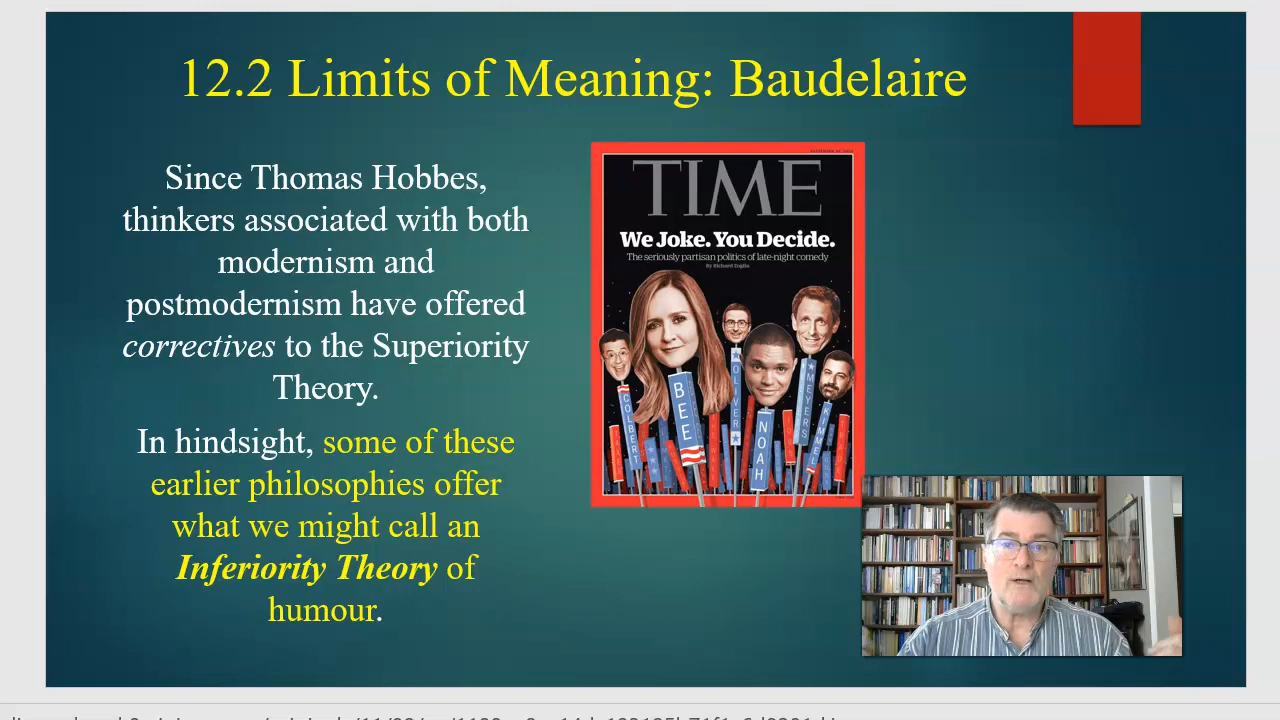 12.2 Limits of Meaning: Baudelaire
Since Thomas Hobbes,
thinkers associated with both
modernism and
postmodernism have offered
correctives to the Superiority
Theory.
In hindsight, some of these
earlier philosophies offer
what we might call an
Inferiority Theory of
humour.
TIME
We Joke. You Decide.
The seriously partisan politics of late-night comedy
By Richard Zoglin
COLBERT
BEE
OLIVER
NOAH
MEYERS
KIMMEL